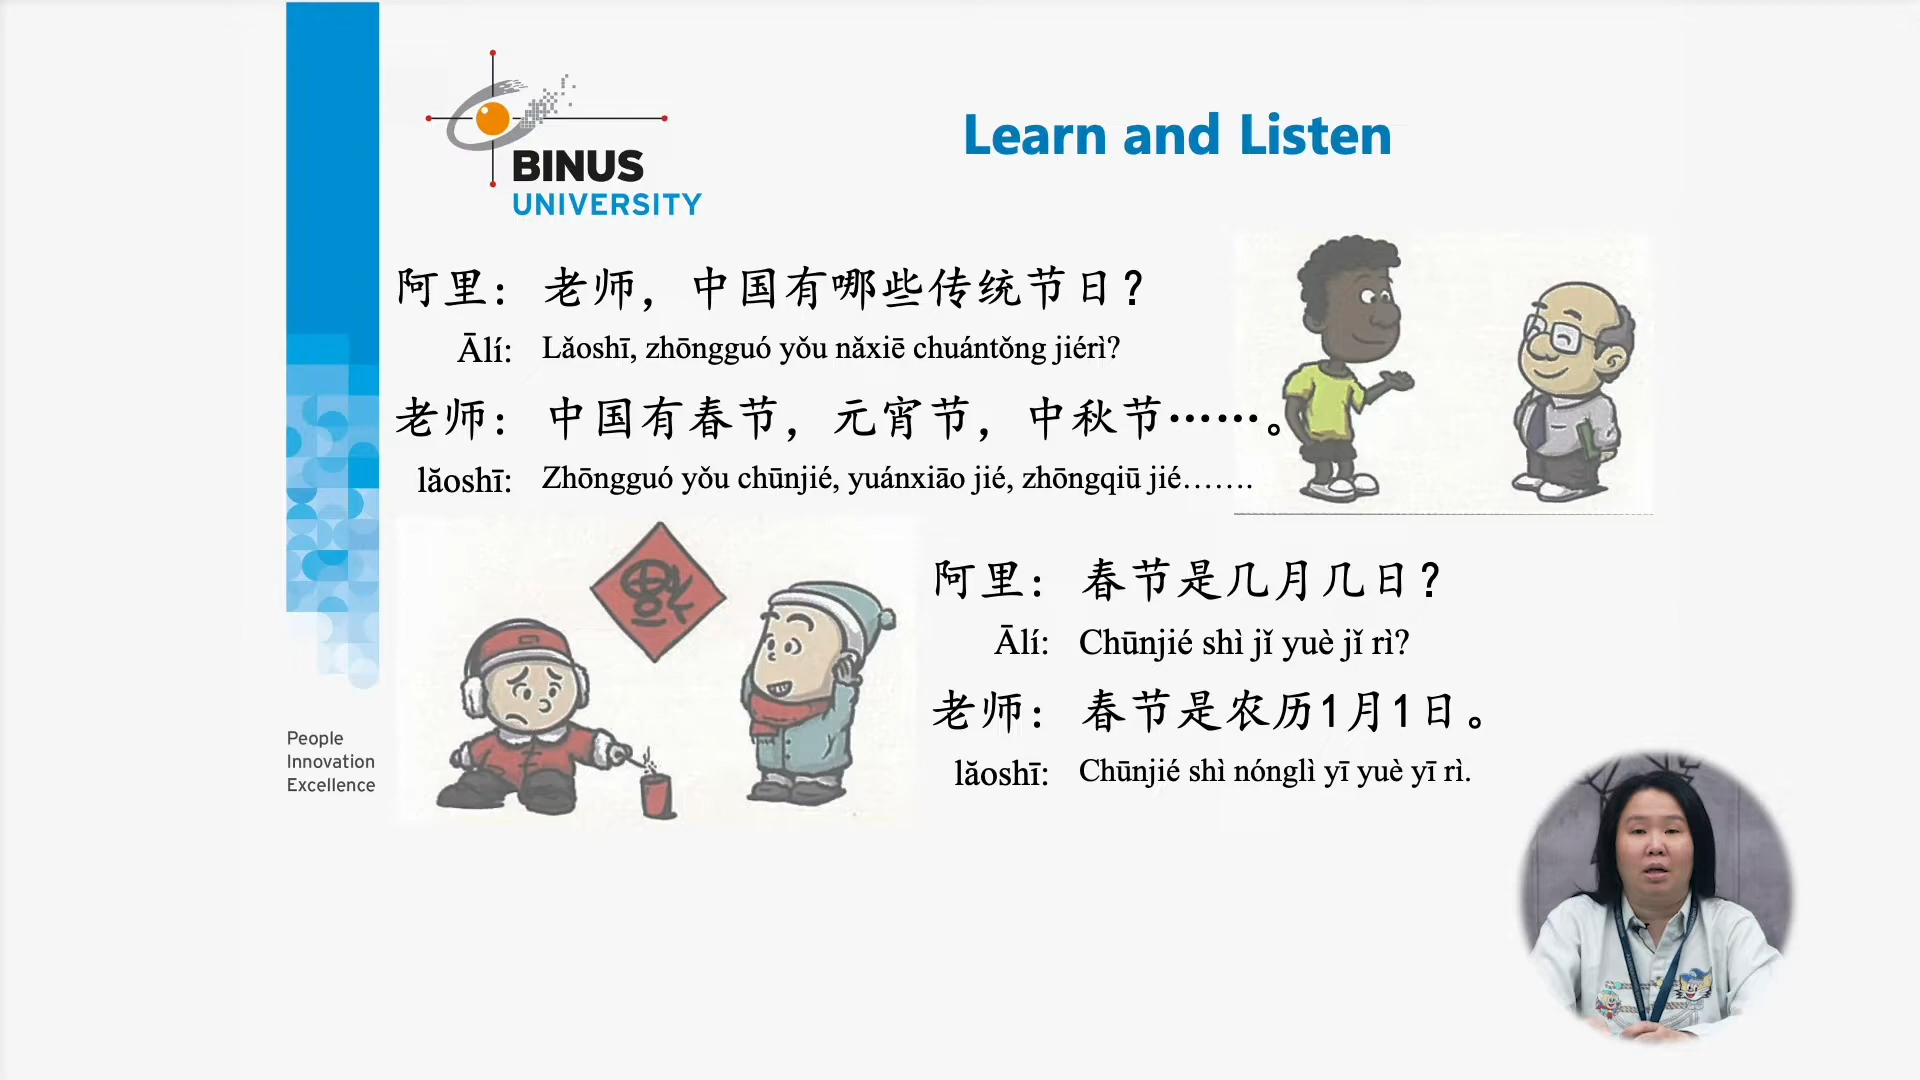 BINUS
UNIVERSITY
Learn and Listen
阿里： 老师，中国有哪些传统节日？
Ālí: Lǎoshī, zhōngguó yǒu nǎxiē chuántǒng jiérì?
老师： 中国有春节，元宵节，中秋节……。
lǎoshī: Zhōngguó yǒu chūnjié, yuánxiāo jié, zhōngqiū jié…….
福
阿里： 春节是几月几日？
Ālí: Chūnjié shì jǐ yuè jǐ rì?
老师： 春节是农历1月1日。
lǎoshī: Chūnjié shì nónglì yī yuè yī rì.
People
Innovation
Excellence